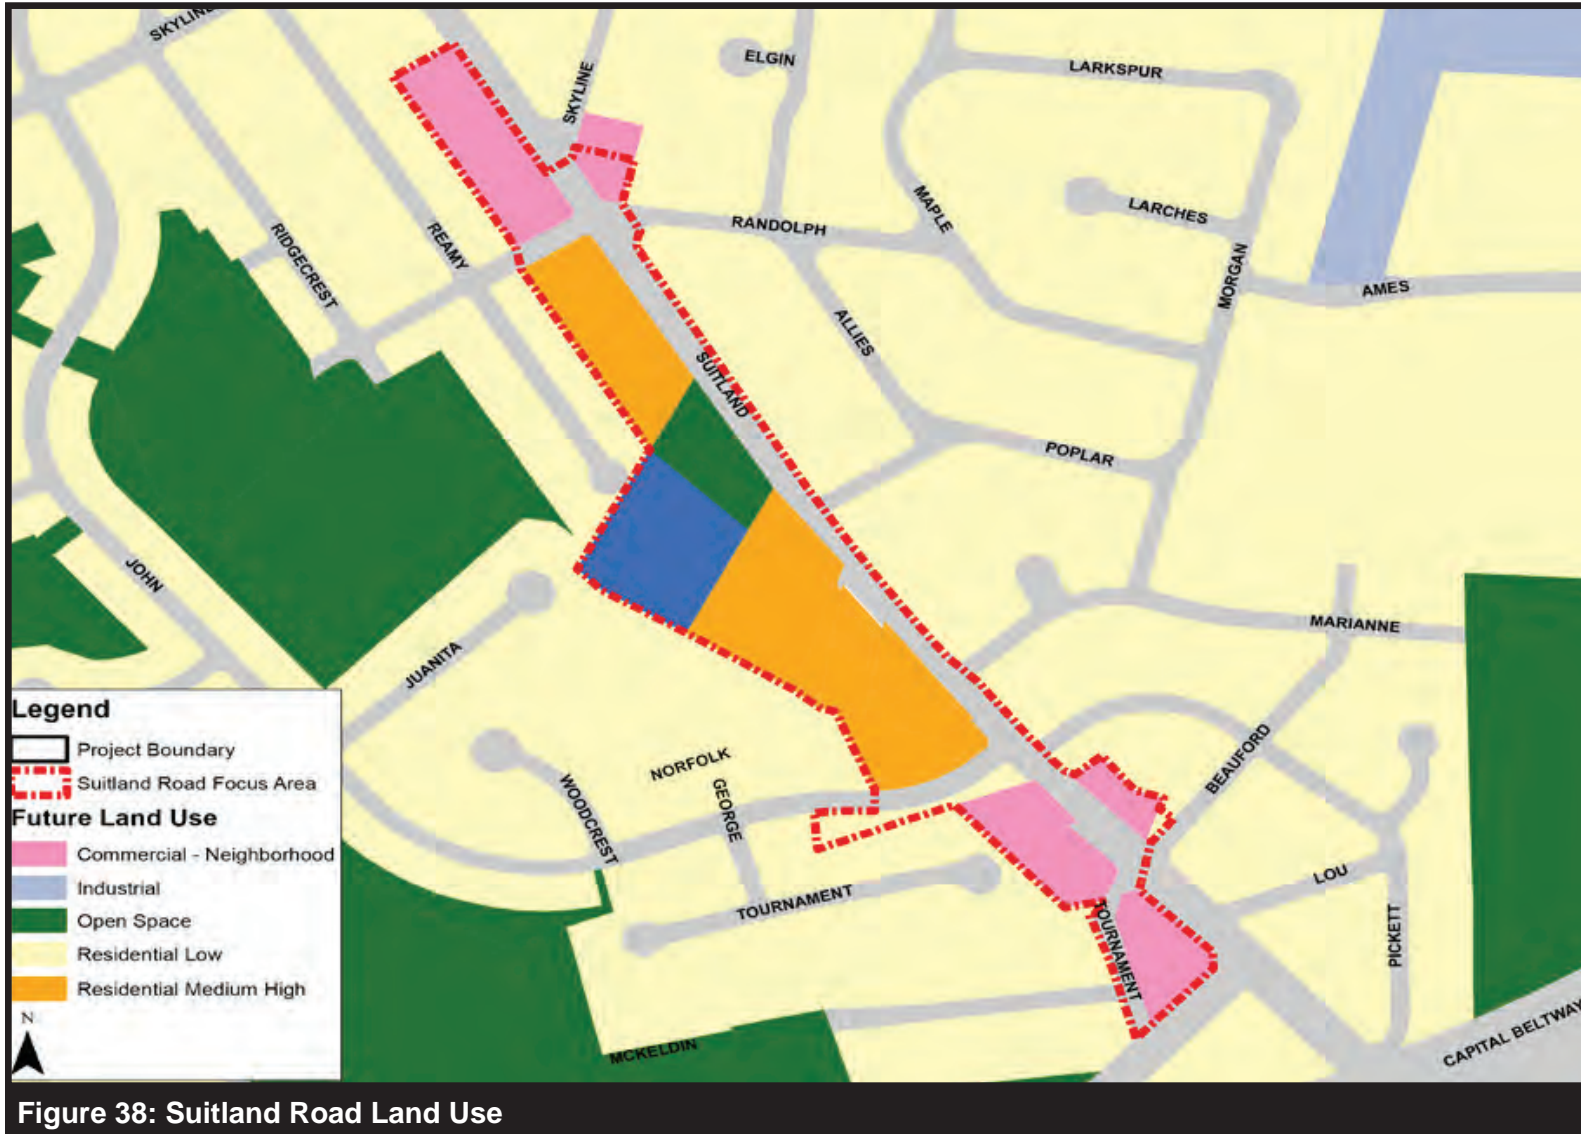 SKYLINE
SKYLINE
ELGIN
LARKSPUR
RIDGECREST
REAMY
RANDOLPH
MAPLE
LARCHES
MORGAN
AMES
ALLIES
SUITLAND
POPLAR
JOHN
JUANITA
MARIANNE
BEAUFORD
NORFOLK
GEORGE
WOODCREST
TOURNAMENT
TOURNAMENT
LOU
PICKETT
MCKELDIN
CAPITAL BELTWAY
Legend
Project Boundary
Suitland Road Focus Area
Future Land Use
Commercial - Neighborhood
Industrial
Open Space
Residential Low
Residential Medium High
N
Figure 38: Suitland Road Land Use